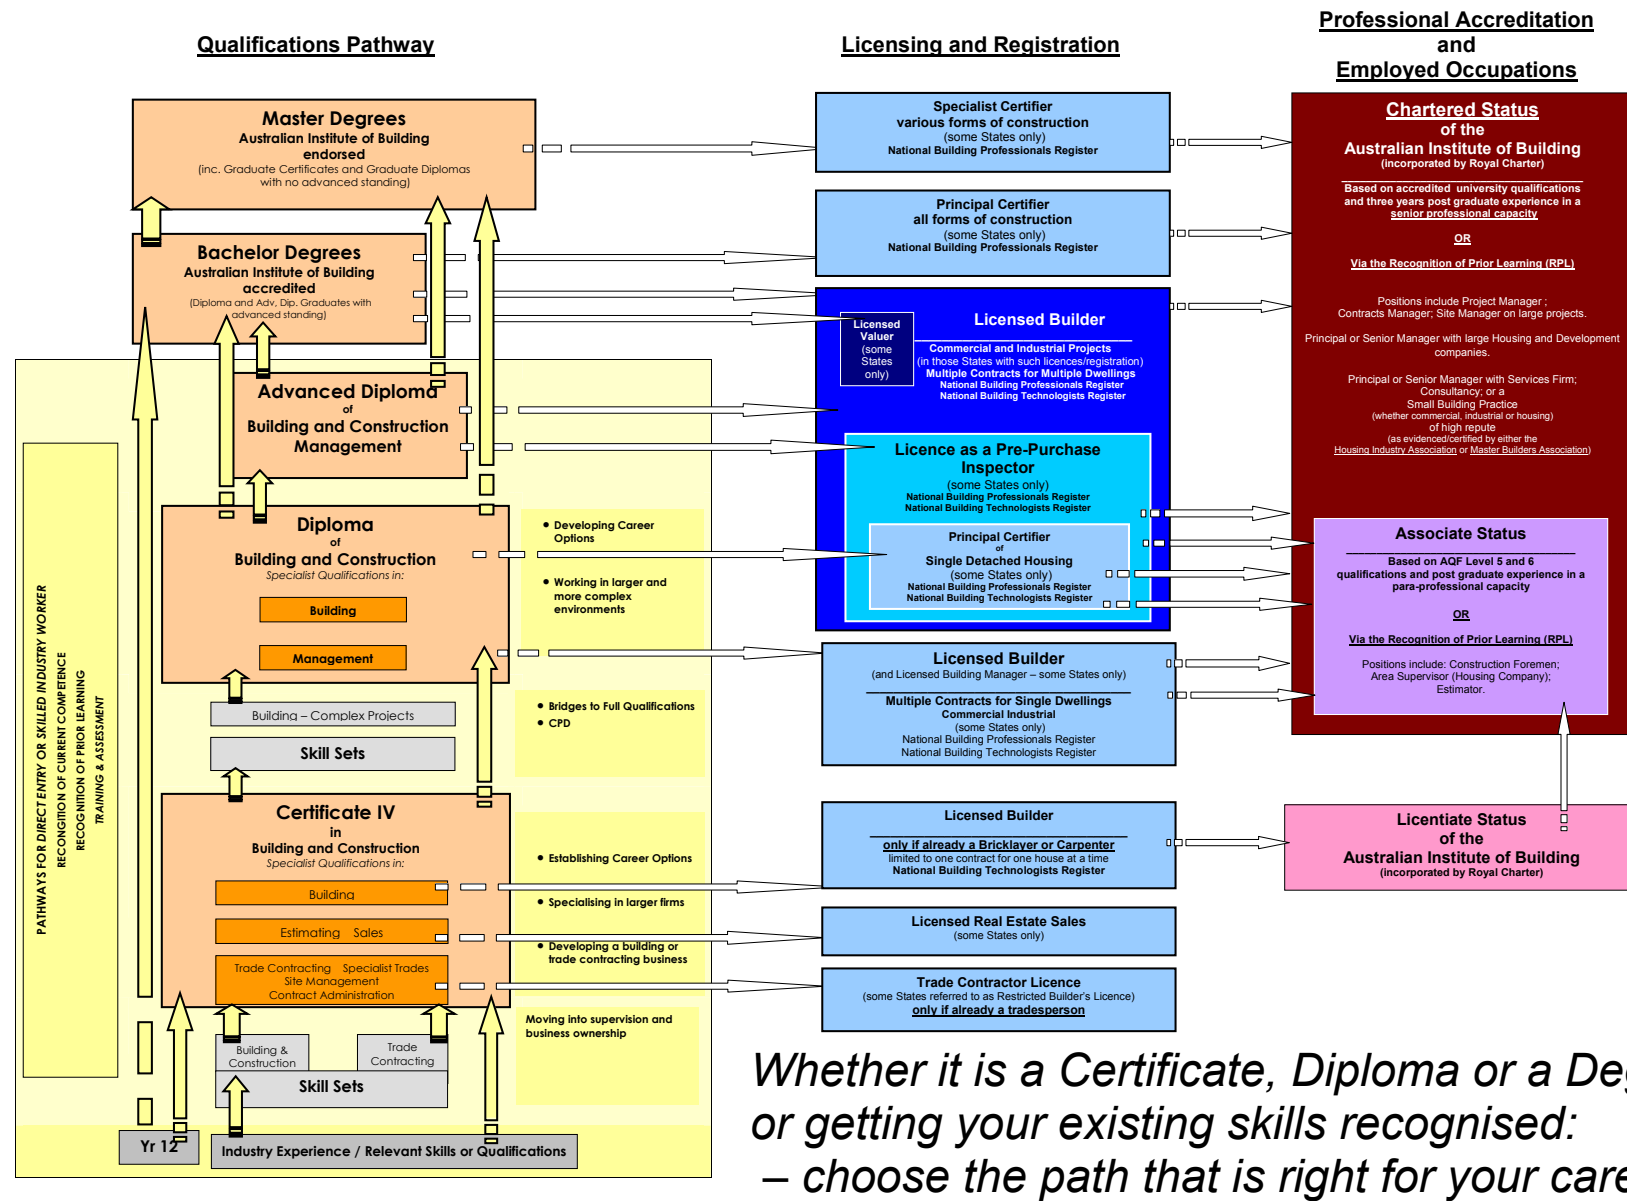 Qualifications Pathway
Licensing and Registration
Professional Accreditation
and
Employed Occupations
Master Degrees
Australian Institute of Building
endorsed
(inc. Graduate Certificates and Graduate Diplomas
with no advanced standing)
Bachelor Degrees
Australian Institute of Building
accredited
(Diploma and Adv, Dip. Graduates with
advanced standing)
Advanced Diploma
of
Building and Construction
Management
Diploma
of
Building and Construction
Specialist Qualifications in:
Building
Management
Building – Complex Projects
Skill Sets
Certificate IV
in
Building and Construction
Specialist Qualifications in:
Building
Estimating Sales
Trade Contracting Specialist Trades
Site Management
Contract Administration
Building &
Construction
Trade
Contracting
Skill Sets
Yr 12
Industry Experience / Relevant Skills or Qualifications
PATHWAYS FOR DIRECT ENTRY OR SKILLED INDUSTRY WORKER
RECONGITION OF CURRENT COMPETENCE
RECOGNITION OF PRIOR LEARNING
TRAINING & ASSESSMENT
• Developing Career
Options
• Working in larger and
more complex
environments
• Bridges to Full Qualifications
• CPD
• Establishing Career Options
• Specialising in larger firms
• Developing a building or
trade contracting business
Moving into supervision and
business ownership
Specialist Certifier
various forms of construction
(some States only)
National Building Professionals Register
Principal Certifier
all forms of construction
(some States only)
National Building Professionals Register
Licensed
Valuer
(some
States
only)
Licensed Builder
Commercial and Industrial Projects
(in those States with such licences/registration)
Multiple Contracts for Multiple Dwellings
National Building Professionals Register
National Building Technologists Register
Licence as a Pre-Purchase
Inspector
(some States only)
National Building Professionals Register
National Building Technologists Register
Principal Certifier
of
Single Detached Housing
(some States only)
National Building Professionals Register
National Building Technologists Register
Licensed Builder
(and Licensed Building Manager – some States only)
Multiple Contracts for Single Dwellings
Commercial Industrial
(some States only)
National Building Professionals Register
National Building Technologists Register
Licensed Builder
only if already a Bricklayer or Carpenter
limited to one contract for one house at a time
National Building Technologists Register
Licensed Real Estate Sales
(some States only)
Trade Contractor Licence
(some States referred to as Restricted Builder's Licence)
only if already a tradesperson
Chartered Status
of the
Australian Institute of Building
(incorporated by Royal Charter)
Based on accredited university qualifications
and three years post graduate experience in a
senior professional capacity
OR
Via the Recognition of Prior Learning (RPL)
Positions include Project Manager ;
Contracts Manager; Site Manager on large projects.
Principal or Senior Manager with large Housing and Development
companies.
Principal or Senior Manager with Services Firm;
Consultancy; or a
Small Building Practice
(whether commercial, industrial or housing)
of high repute
(as evidenced/certified by either the
Housing Industry Association or Master Builders Association)
Associate Status
Based on AQF Level 5 and 6
qualifications and post graduate experience in a
para-professional capacity
OR
Via the Recognition of Prior Learning (RPL)
Positions include: Construction Foremen;
Area Supervisor (Housing Company);
Estimator.
Licentiate Status
of the
Australian Institute of Building
(incorporated by Royal Charter)
Whether it is a Certificate, Diploma or a Deg
or getting your existing skills recognised:
– choose the path that is right for your care